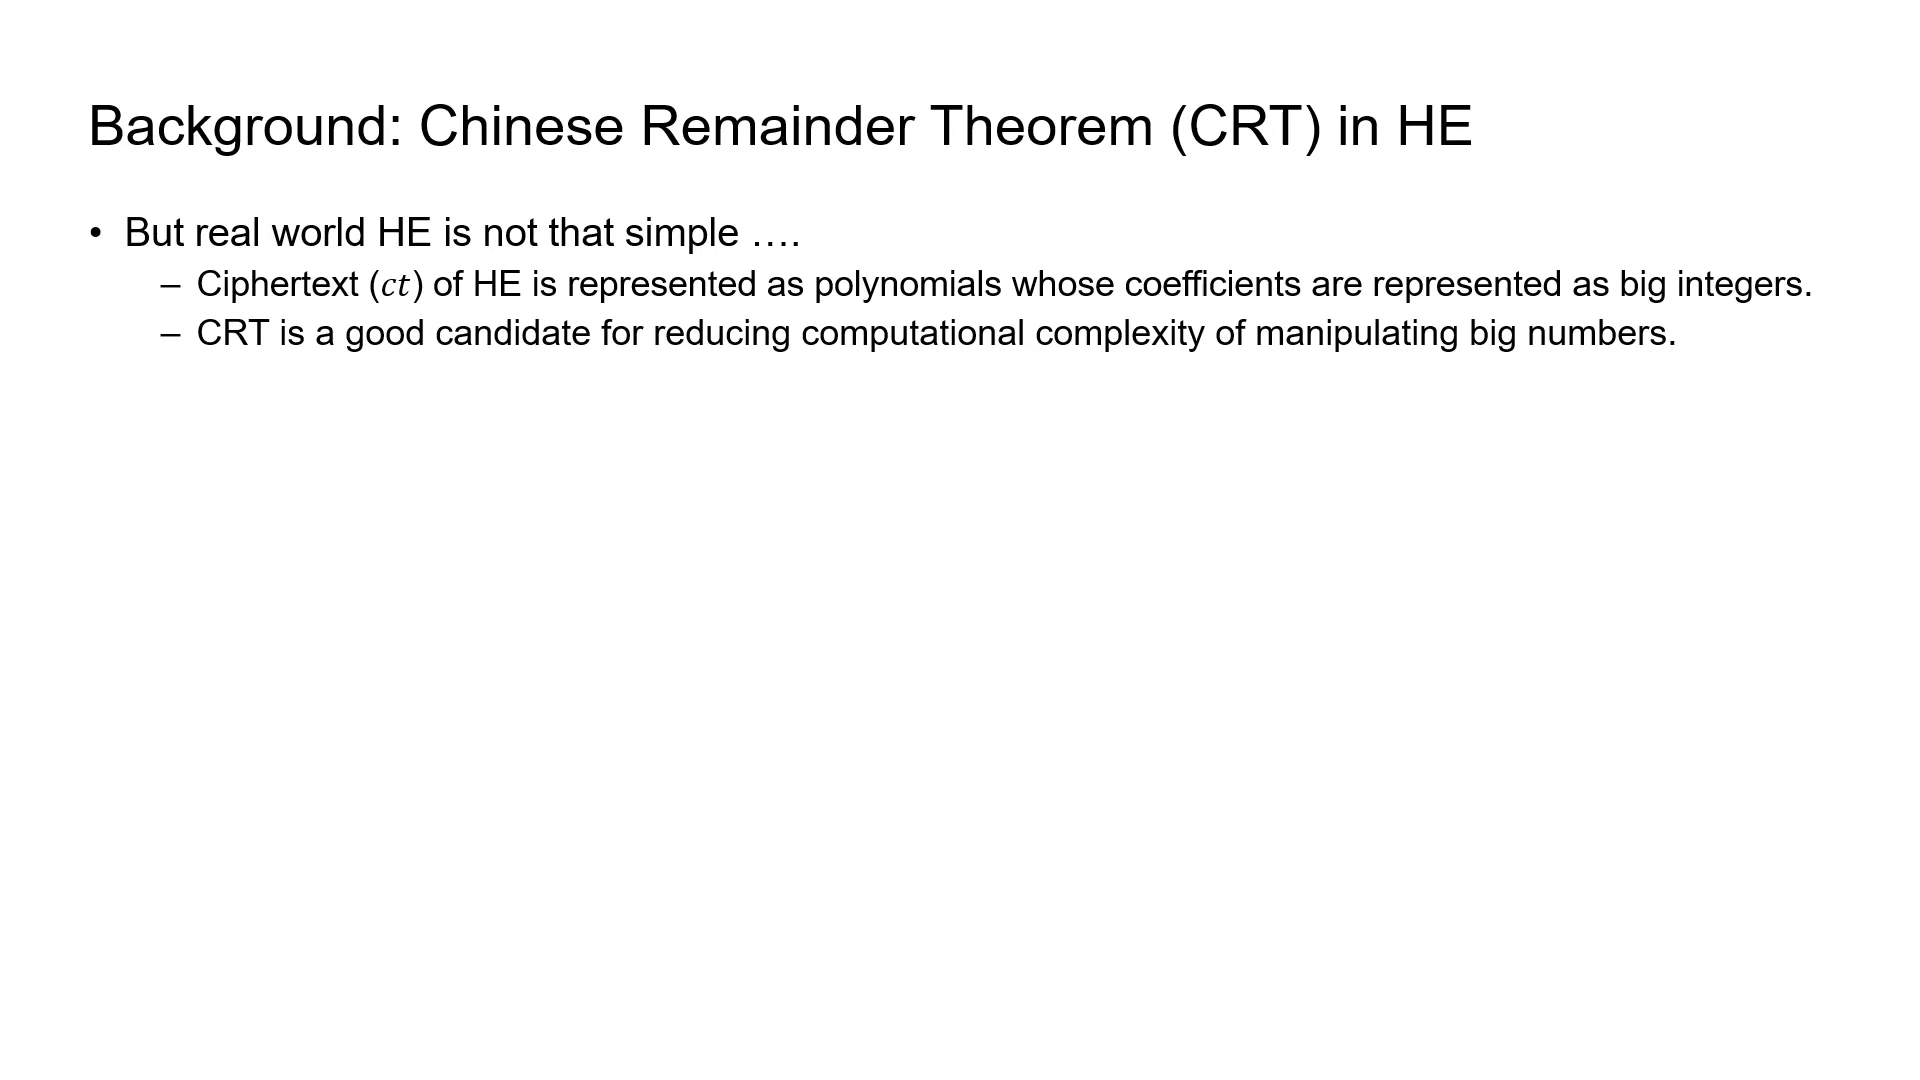 Background: Chinese Remainder Theorem (CRT) in HE
• But real world HE is not that simple ….
– Ciphertext (𝑐𝑡) of HE is represented as polynomials whose coefficients are represented as big integers.
– CRT is a good candidate for reducing computational complexity of manipulating big numbers.